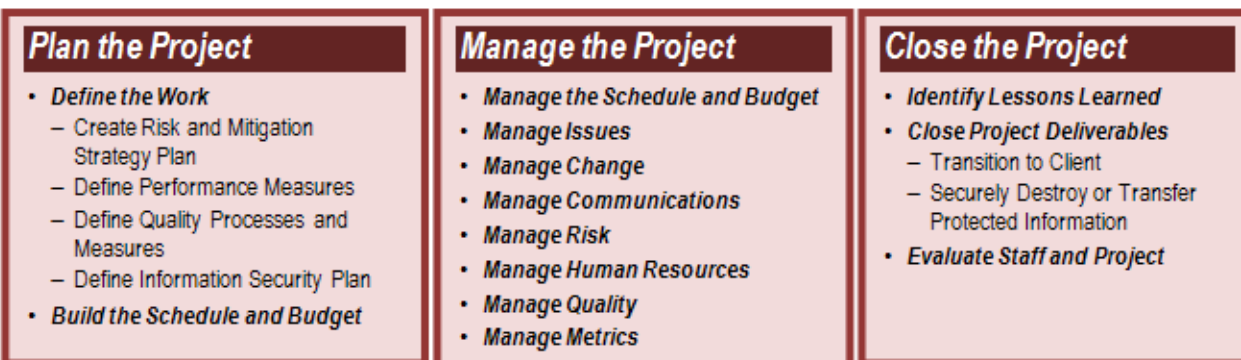 Plan the Project
• Define the Work
– Create Risk and Mitigation
Strategy Plan
– Define Performance Measures
– Define Quality Processes and
Measures
– Define Information Security Plan
• Build the Schedule and Budget
Manage the Project
• Manage the Schedule and Budget
• Manage Issues
• Manage Change
• Manage Communications
• Manage Risk
• Manage Human Resources
• Manage Quality
• Manage Metrics
Close the Project
• Identify Lessons Learned
• Close Project Deliverables
– Transition to Client
– Securely Destroy or Transfer
Protected Information
• Evaluate Staff and Project